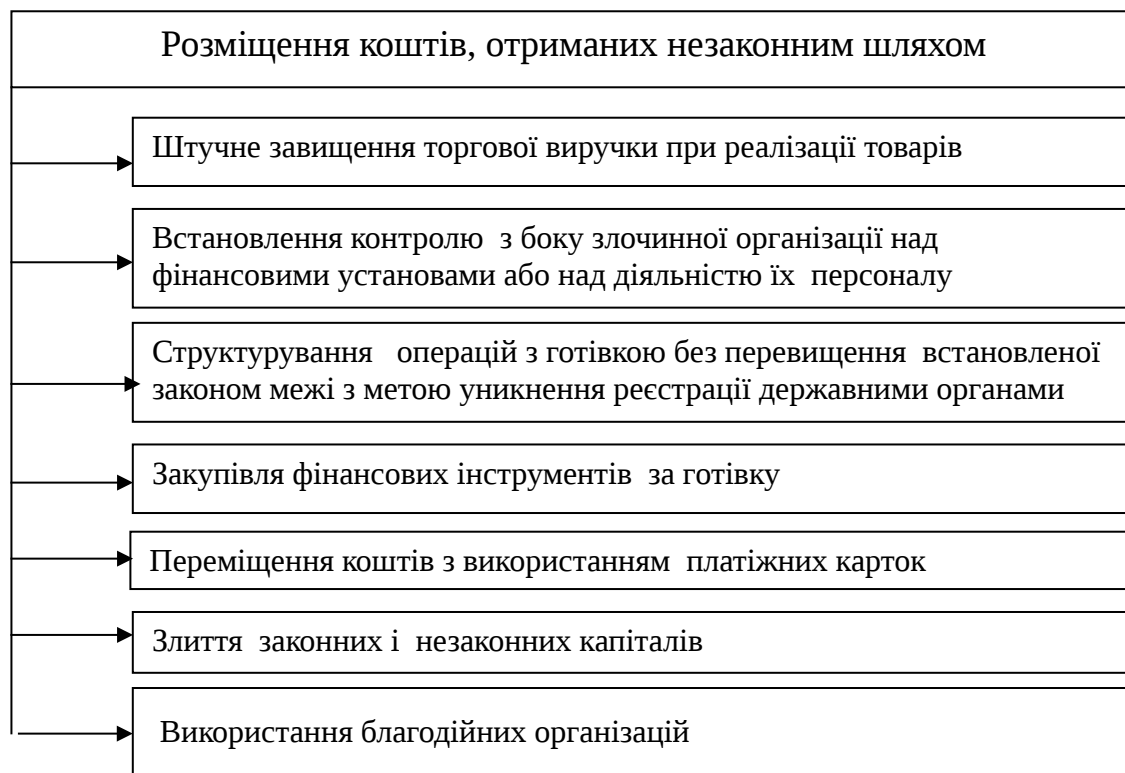 Розміщення коштів, отриманих незаконним шляхом
Штучне завищення торгової виручки при реалізації товарів
Встановлення контролю з боку злочинної організації над
фінансовими установами або над діяльністю їх персоналу
Структурування операцій з готівкою без перевищення встановленої
законом межі з метою уникнення реєстрації державними органами
Закупівля фінансових інструментів за готівку
Переміщення коштів з використанням платіжних карток
Злиття законних і незаконних капіталів
Використання благодійних організацій